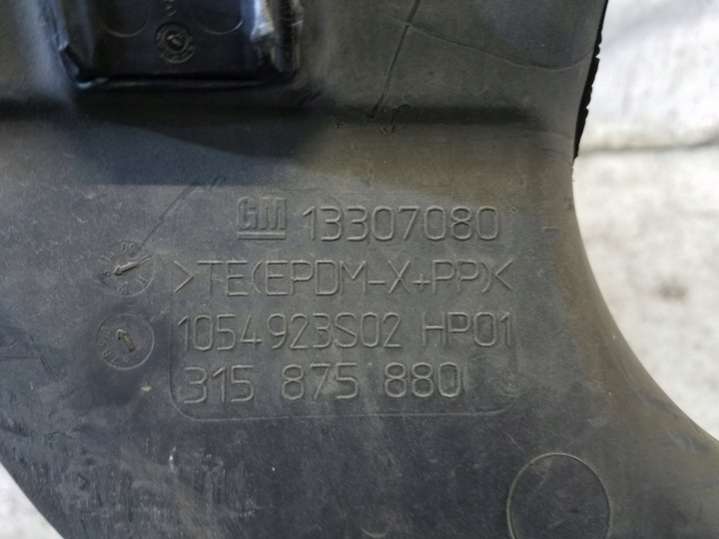 GM 13307080
>TE(EPDM-X+PP)<
1054923S02 HP01
315 875 880